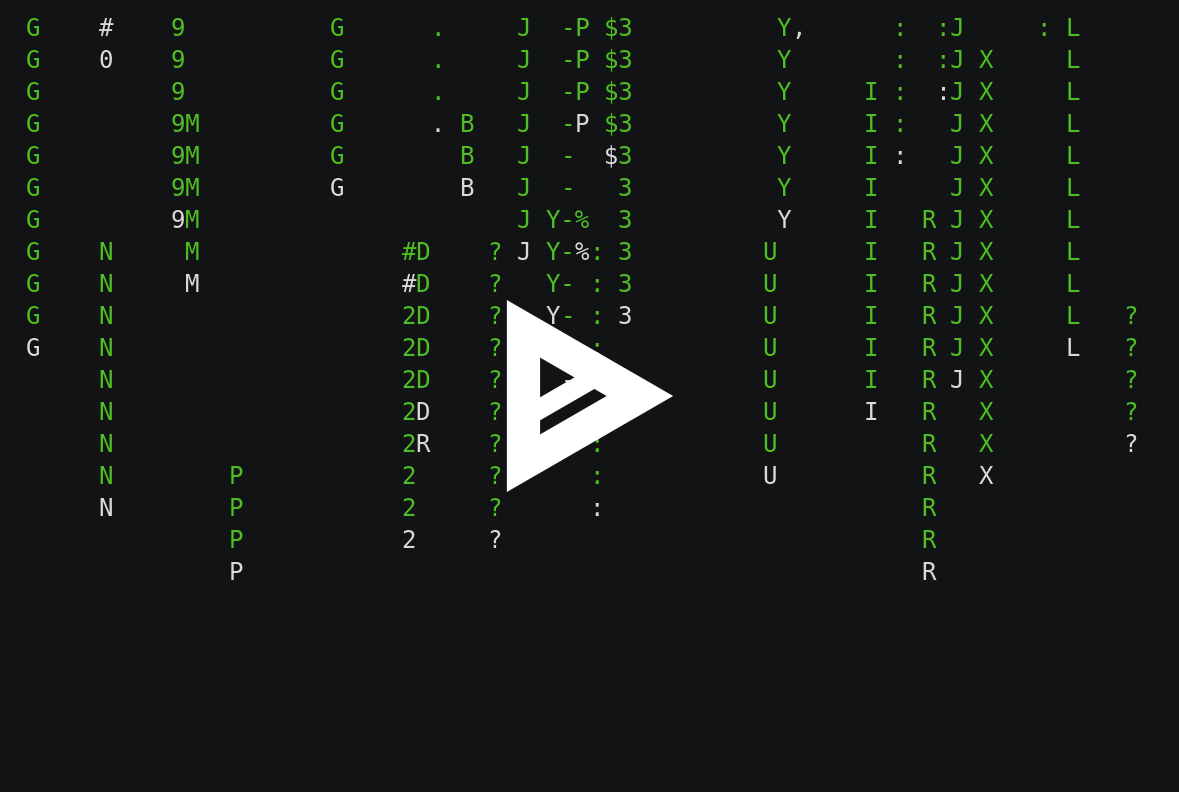 G # 9 G . J -P $3 Y, : :J : L
G 0 9 G . J -P $3 Y : :J X L
G 9 G . J -P $3 Y I : :J X L
G 9M G . B J -P $3 Y I : J X L
G 9M G B J - $3 Y I : J X L
G 9M G B J - 3 Y I J X L
G 9M J Y-% 3 Y I R J X L
G N M #D ? J Y-%: 3 U I R J X L
G N M #D ? Y- : 3 U I R J X L
G N 2D ? Y- : 3 U I R J X L ?
G N 2D ? : U I R J X L ?
N 2D ? - U I R J X ?
N 2D ? U I R X ?
N 2R ? : U R X ?
N P 2 ? : U R X
N P 2 ? : R
P 2 ? R
P R